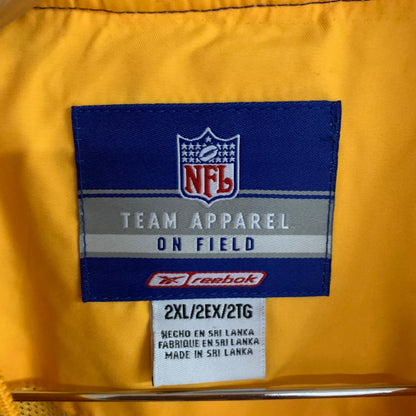 NFL
TEAM APPAREL
ON FIELD
Reebok
2XL/2EX/2TG
HECHO EN SRI LANKA
FABRIQUE EN SRI LANKA
MADE IN SRI LANKA